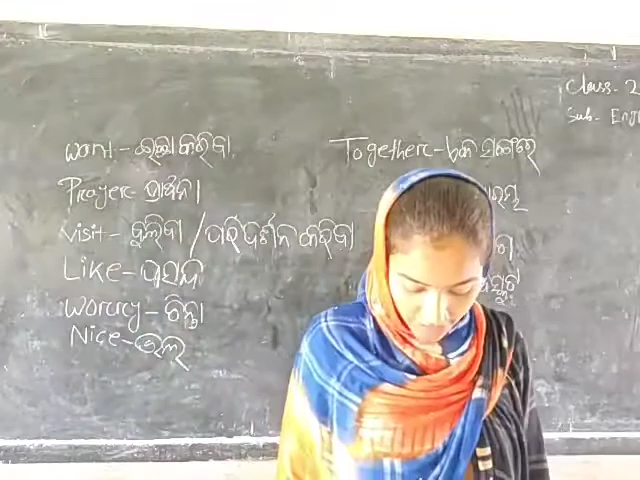 Class- 2
Sub- Eng
Want - ଇଚ୍ଛା କରିବା
Together - ଏକ ସାଙ୍ଗରେ
Prayer - ପ୍ରାର୍ଥନା
Visit - ବୁଲିବା / ପରିଦର୍ଶନ କରିବା
Like - ପସନ୍ଦ
Worry - ଚିନ୍ତା
Nice - ଭଲ